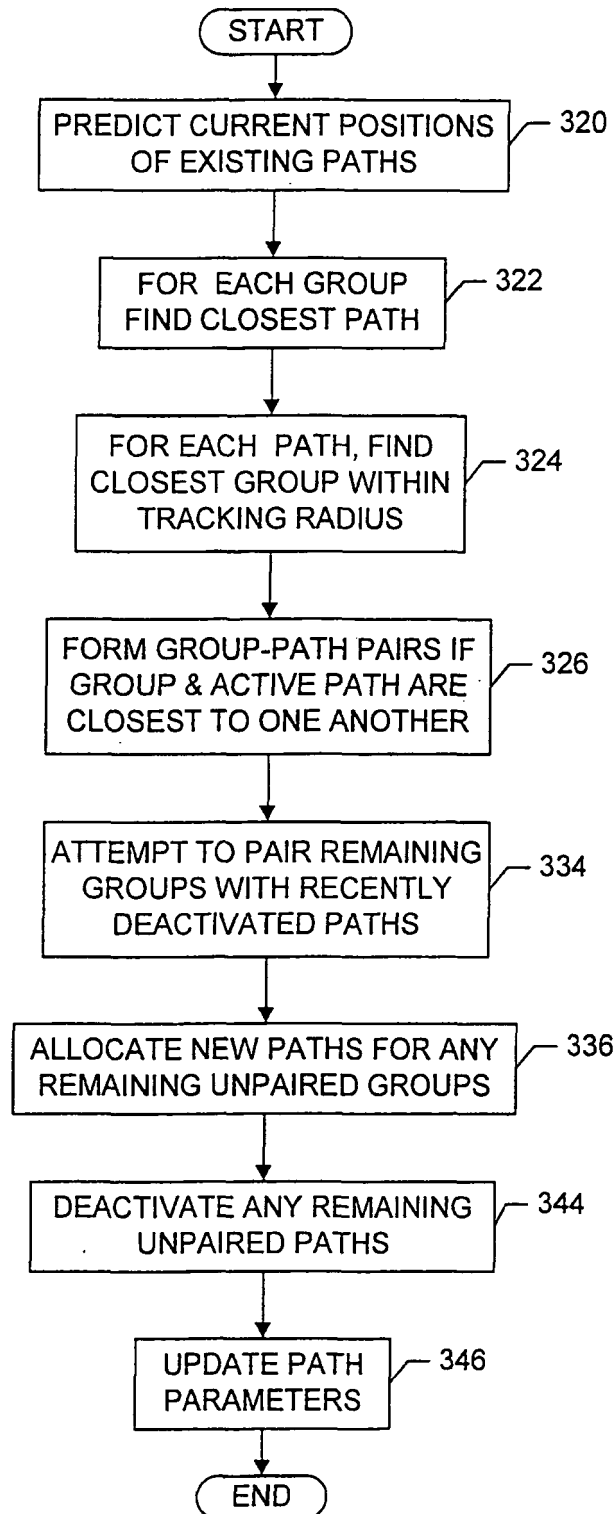 START
PREDICT CURRENT POSITIONS
OF EXISTING PATHS
320
FOR EACH GROUP
FIND CLOSEST PATH
322
FOR EACH PATH, FIND
CLOSEST GROUP WITHIN
TRACKING RADIUS
324
FORM GROUP-PATH PAIRS IF
GROUP & ACTIVE PATH ARE
CLOSEST TO ONE ANOTHER
326
ATTEMPT TO PAIR REMAINING
GROUPS WITH RECENTLY
DEACTIVATED PATHS
334
ALLOCATE NEW PATHS FOR ANY
REMAINING UNPAIRED GROUPS
336
DEACTIVATE ANY REMAINING
UNPAIRED PATHS
344
UPDATE PATH
PARAMETERS
346
END